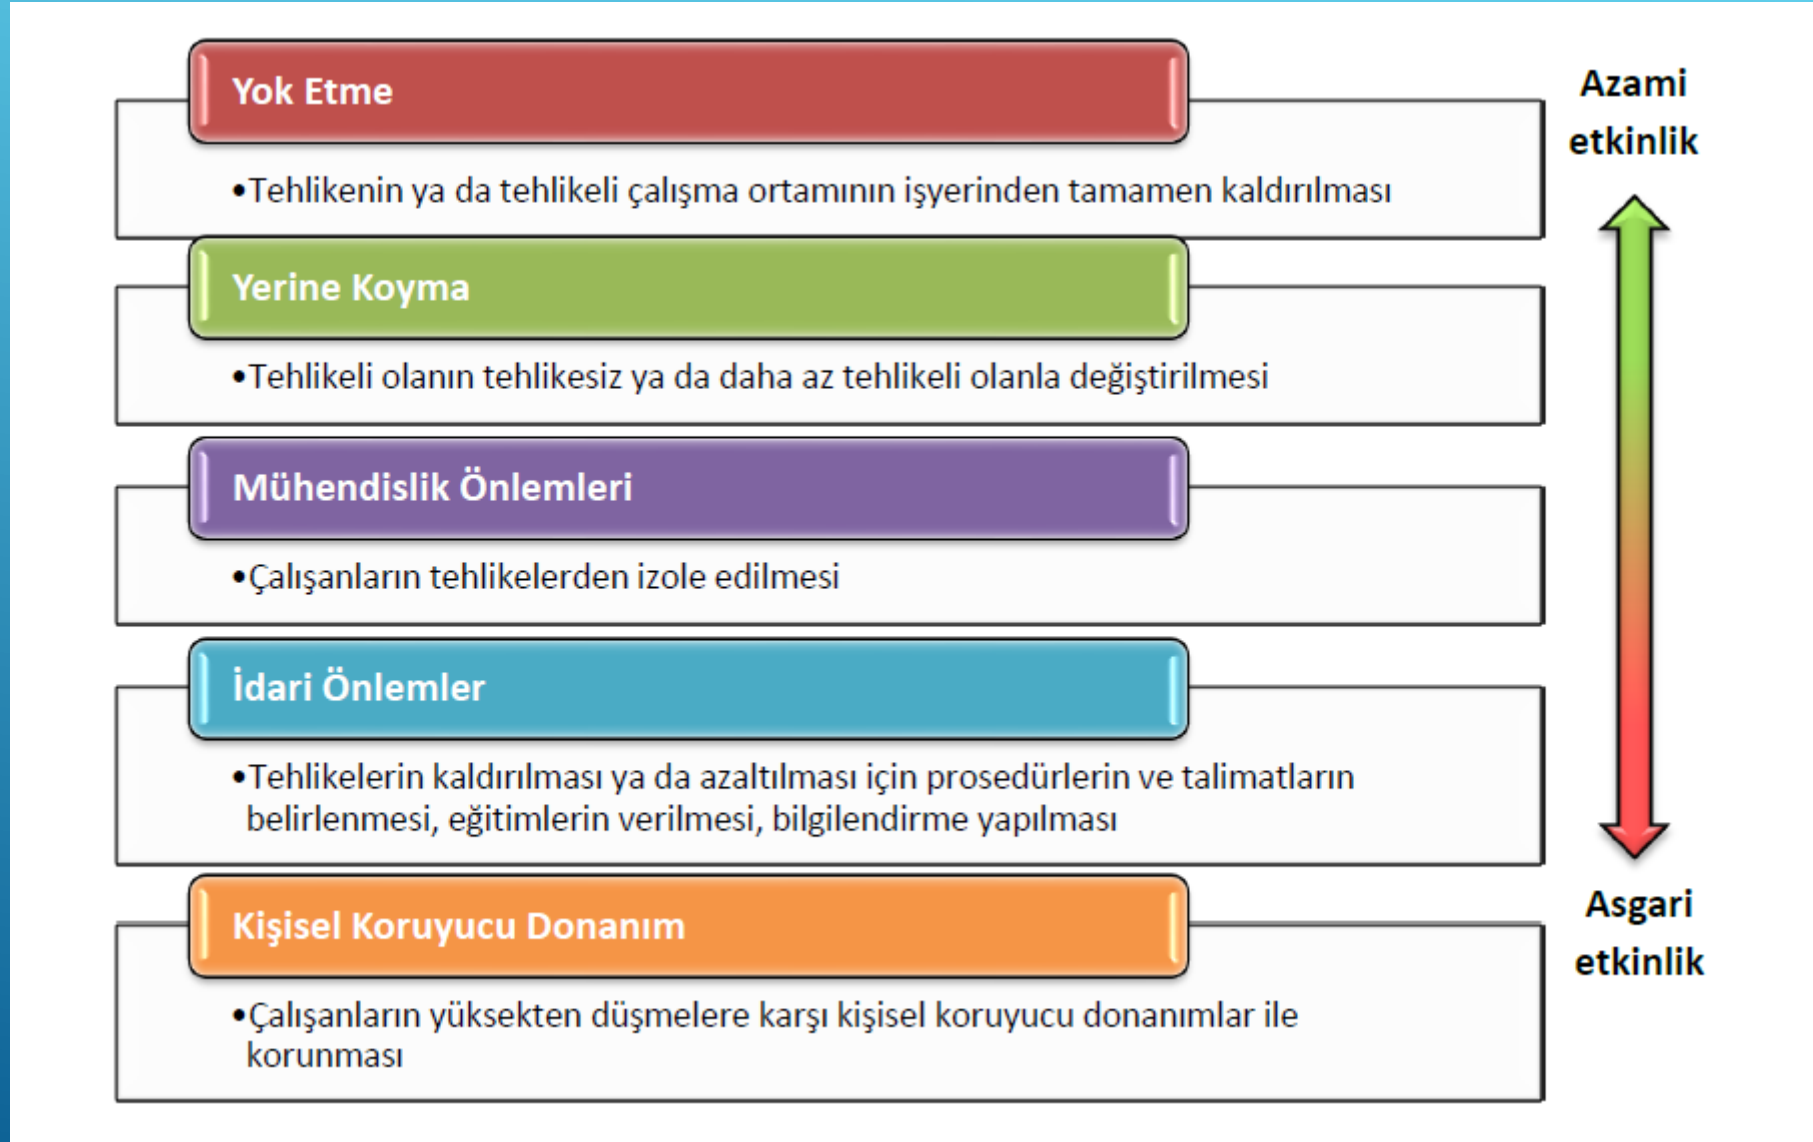 Yok Etme
•Tehlikenin ya da tehlikeli çalışma ortamının işyerinden tamamen kaldırılması
Yerine Koyma
•Tehlikeli olanın tehlikesiz ya da daha az tehlikeli olanla değiştirilmesi
Mühendislik Önlemleri
•Çalışanların tehlikelerden izole edilmesi
İdari Önlemler
•Tehlikelerin kaldırılması ya da azaltılması için prosedürlerin ve talimatların
belirlenmesi, eğitimlerin verilmesi, bilgilendirme yapılması
Kişisel Koruyucu Donanım
•Çalışanların yüksekten düşmelere karşı kişisel koruyucu donanımlar ile
korunması
Azami
etkinlik
Asgari
etkinlik